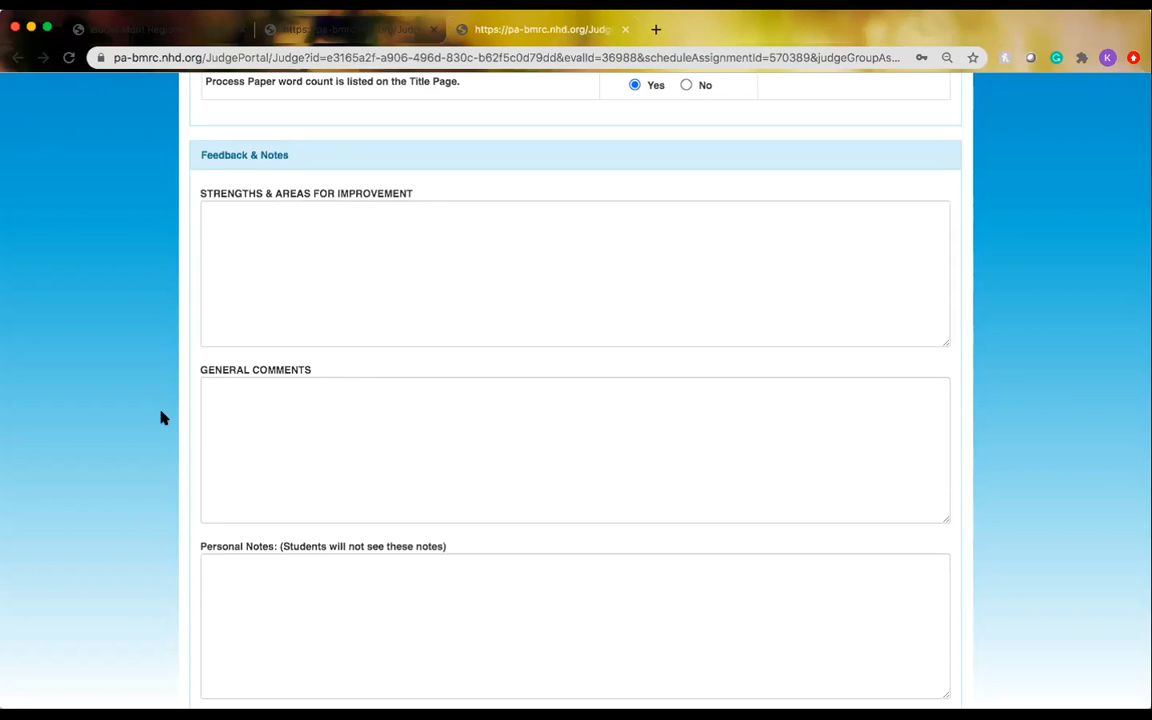 https://pa-bmrc.nhd.org/Judg
pa-bmrc.nhd.org/JudgePortal/Judge?id=e3165a2f-a906-496d-830c-b62f5c0d79dd&evalId=36988&scheduleAssignmentId=570389&judgeGroupAs...
K
Process Paper word count is listed on the Title Page.
Yes
No
Feedback & Notes
STRENGTHS & AREAS FOR IMPROVEMENT
GENERAL COMMENTS
Personal Notes: (Students will not see these notes)